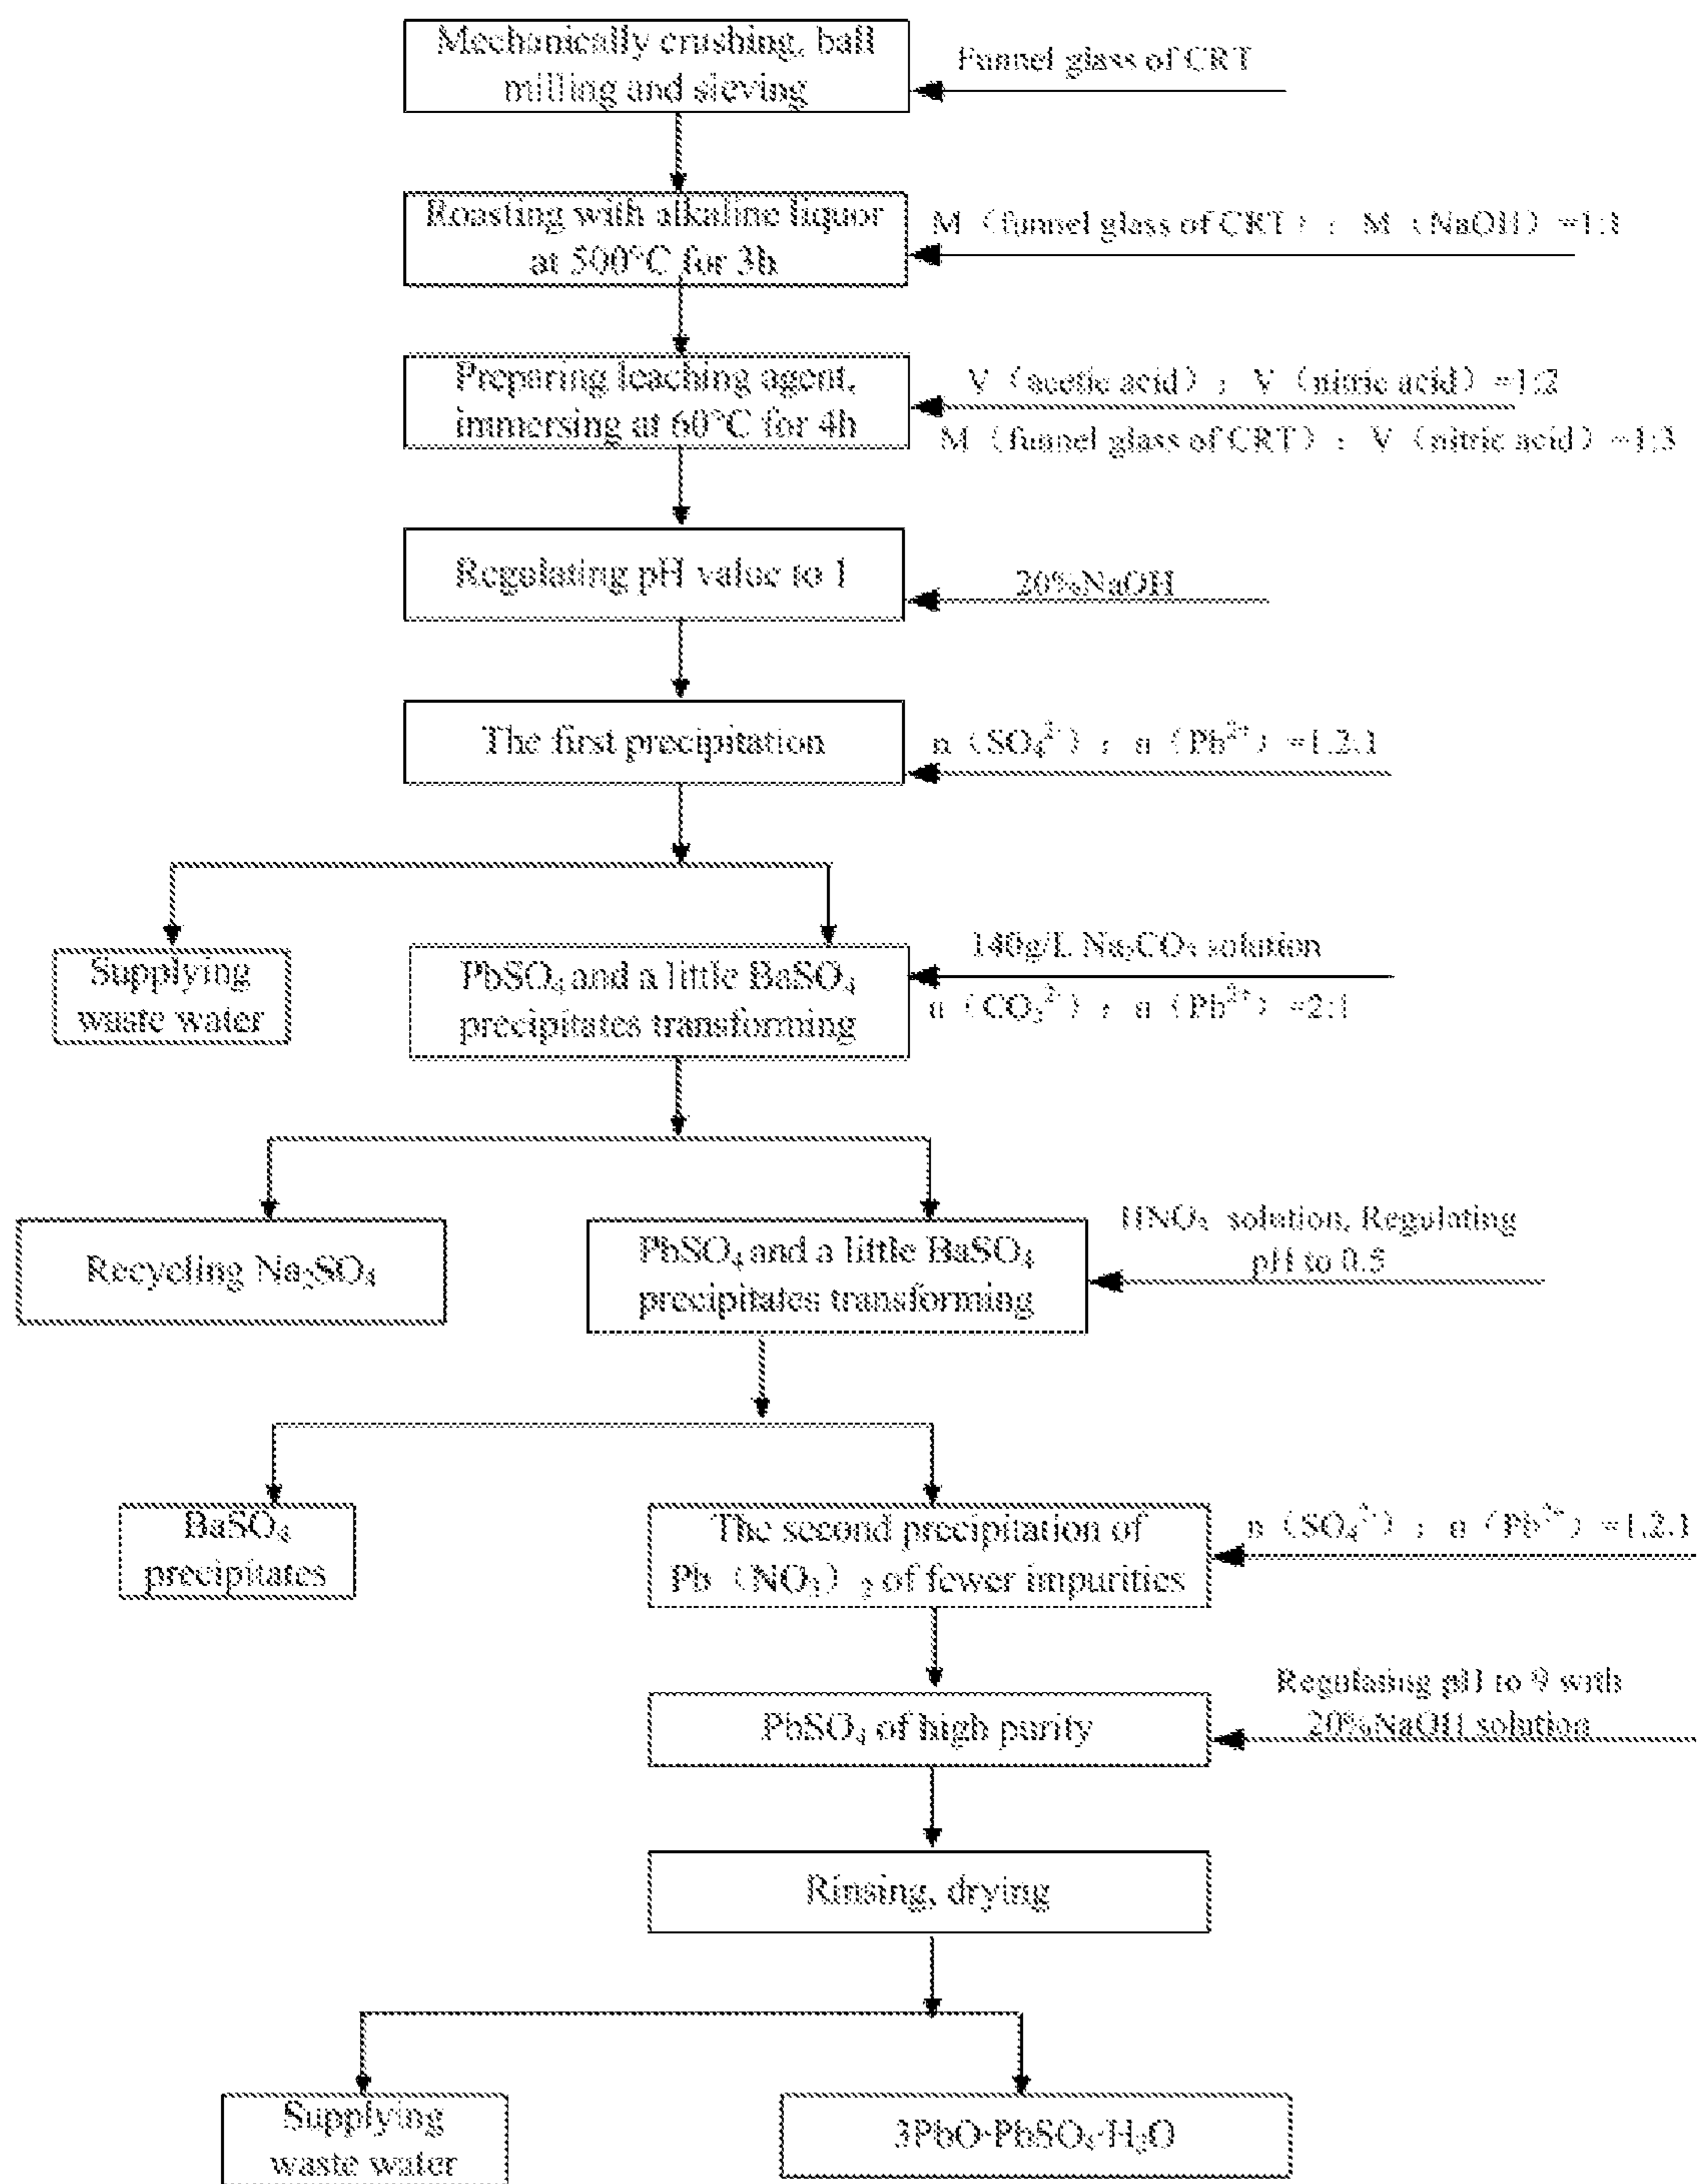 Mechanically crushing, ball
milling and sieving
Funnel glass of CRT
Roasting with alkaline liquor
at 500°C for 3h
M（funnel glass of CRT）：M（NaOH）=1:1
Preparing leaching agent,
immersing at 60°C for 4h
V（acetic acid）：V（nitric acid）=1:2
M（funnel glass of CRT）：V（nitric acid）=1:3
Regulating pH value to 1
20%NaOH
The first precipitation
n（SO₄²⁻）：n（Pb²⁺）=1.2:1
Supplying
waste water
PbSO₄ and a little BaSO₄
precipitates transforming
140g/L Na₂CO₃ solution
n（CO₃²⁻）：n（Pb²⁺）=2:1
Recycling Na₂SO₄
PbSO₄ and a little BaSO₄
precipitates transforming
HNO₃ solution, Regulating
pH to 0.5
BaSO₄
precipitates
The second precipitation of
Pb（NO₃）₂ of fewer impurities
n（SO₄²⁻）：n（Pb²⁺）=1.2:1
PbSO₄ of high purity
Regulating pH to 9 with
20%NaOH solution
Rinsing, drying
Supplying
waste water
3PbO·PbSO₄·H₂O